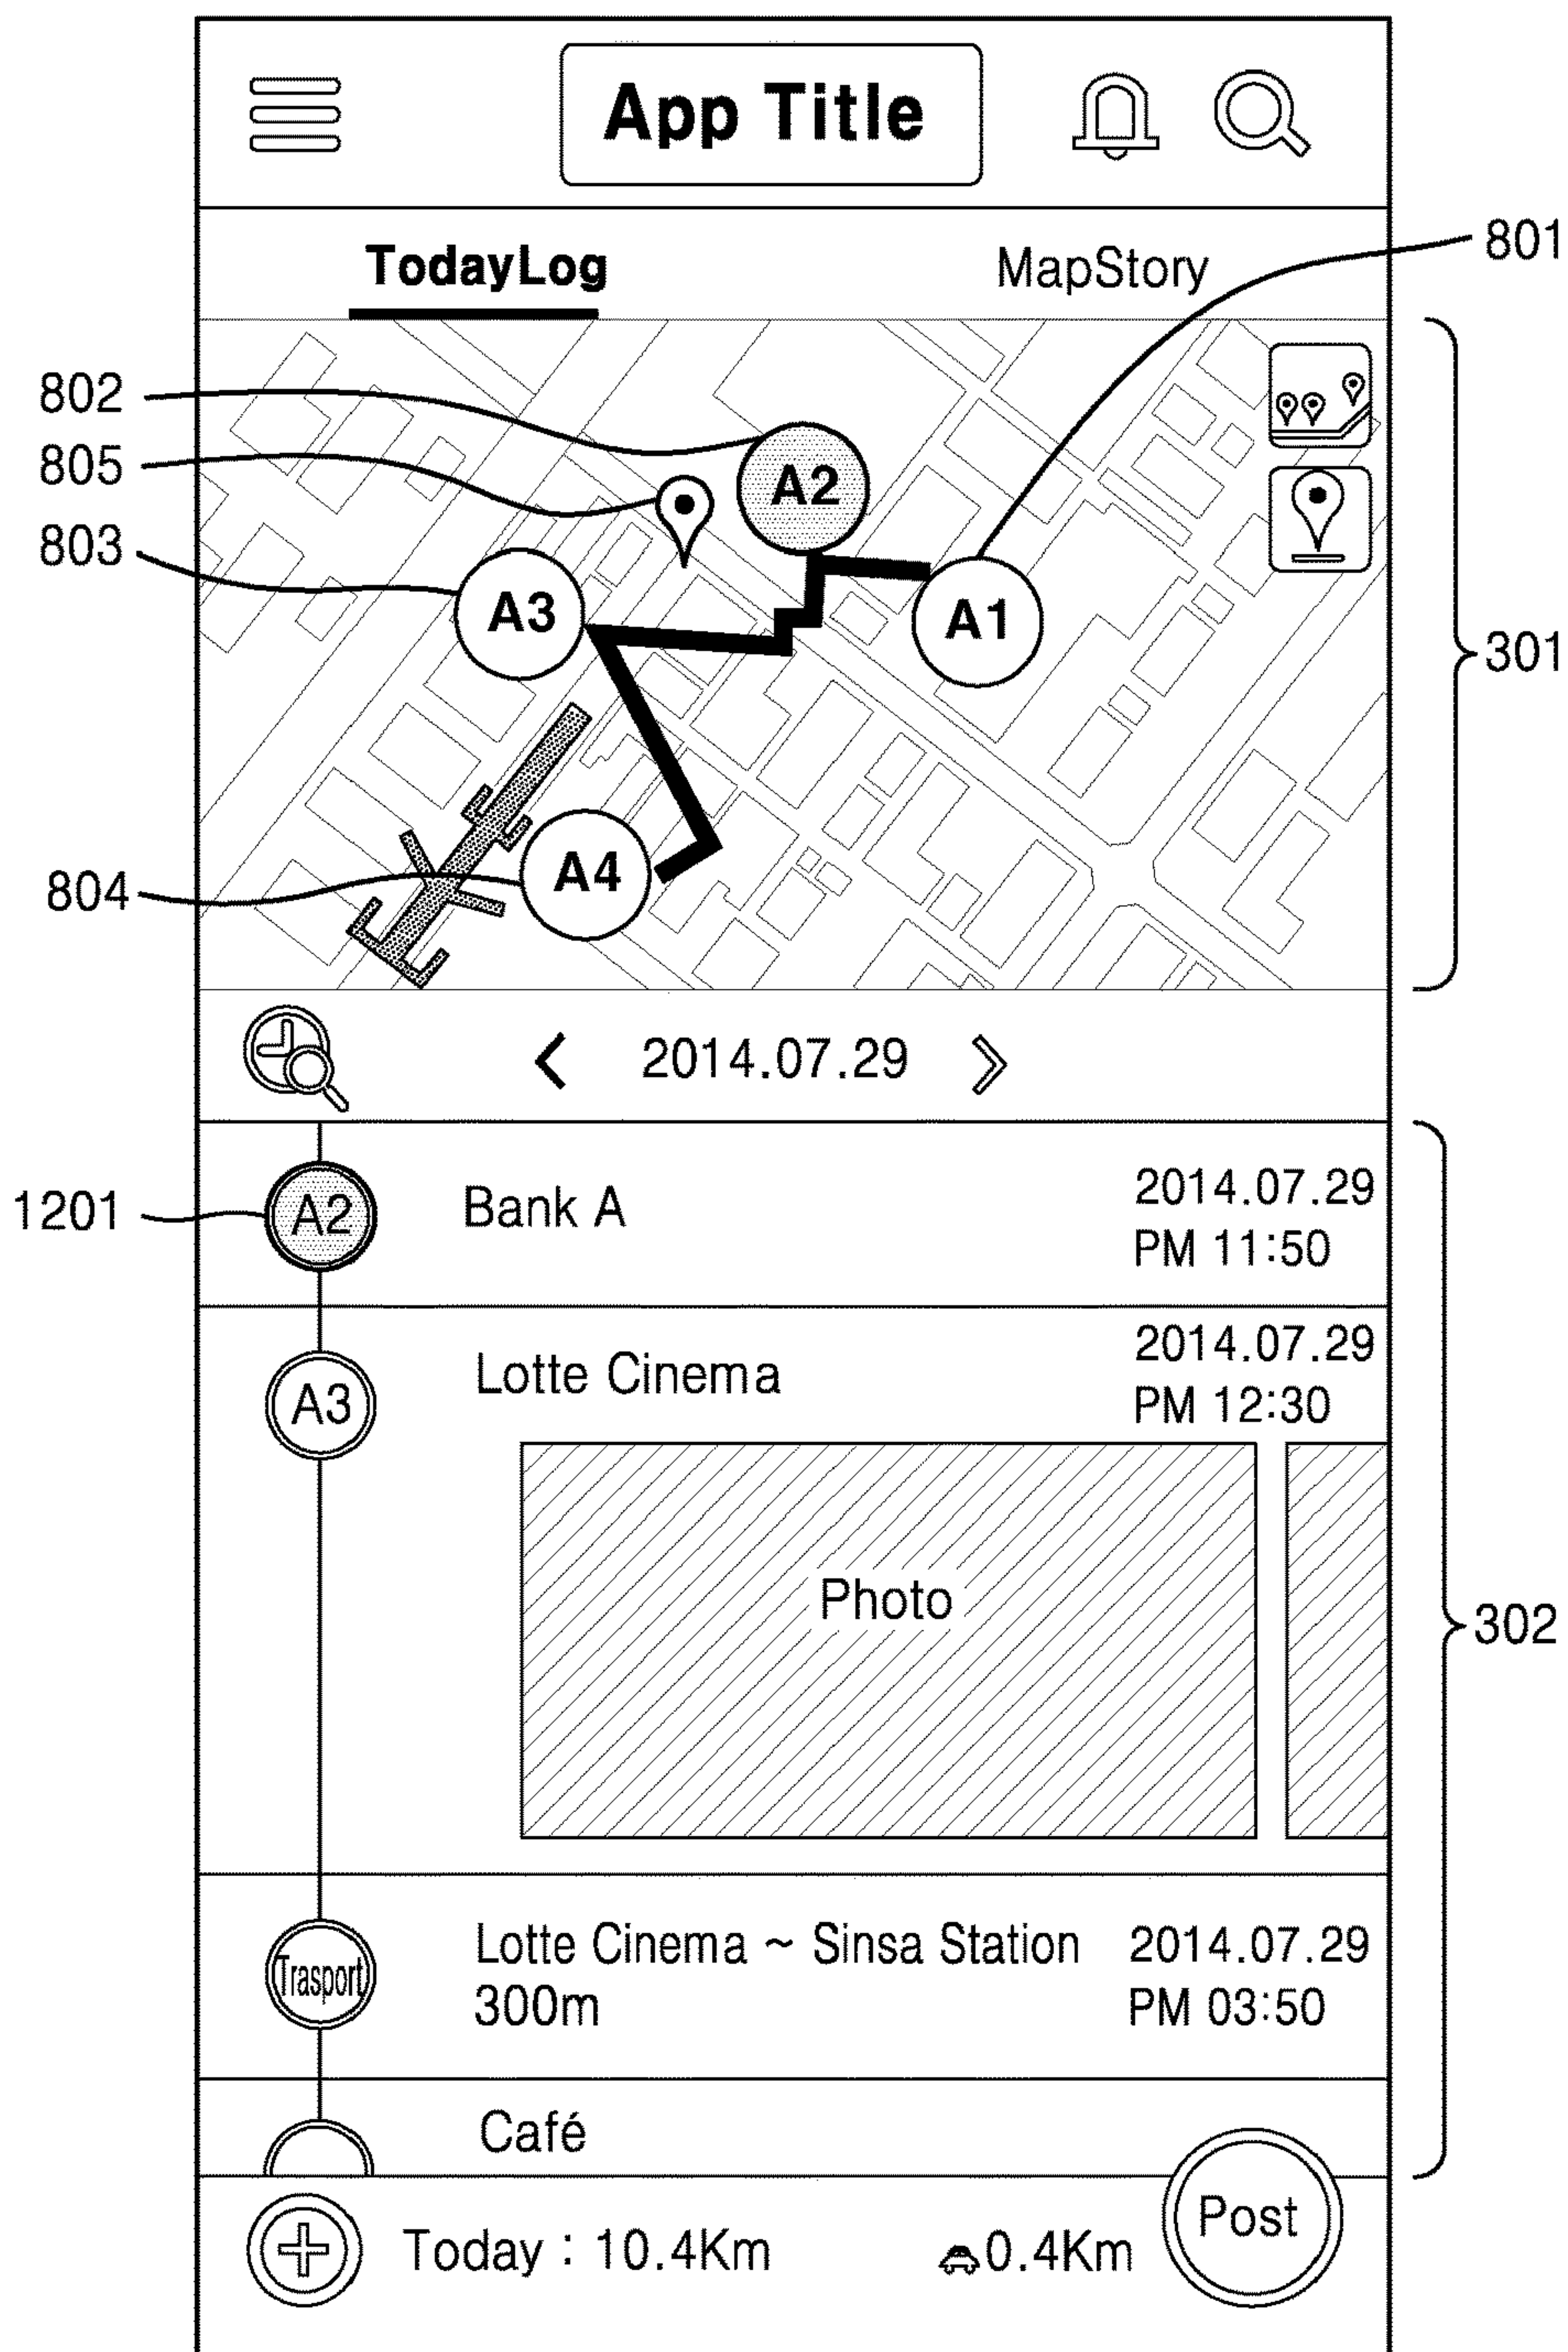 App Title
TodayLog MapStory
801
802
805
803
804
A2
A3
A1
A4
301
2014.07.29
1201
A2
Bank A
2014.07.29
PM 11:50
A3
Lotte Cinema
2014.07.29
PM 12:30
Photo
302
Trasport
Lotte Cinema ~ Sinsa Station
300m
2014.07.29
PM 03:50
Café
Today : 10.4Km
0.4Km
Post